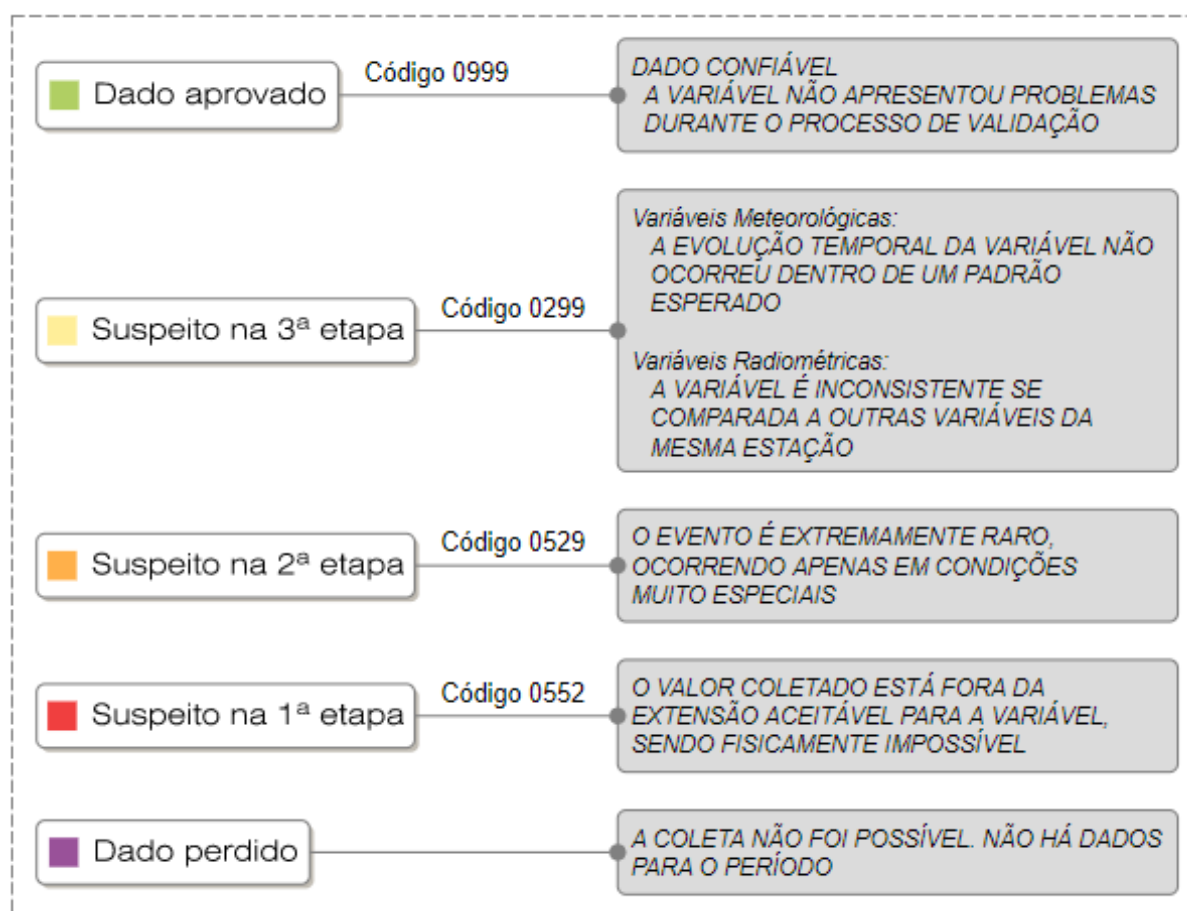 Dado aprovado
Código 0999
DADO CONFIÁVEL
A VARIÁVEL NÃO APRESENTOU PROBLEMAS
DURANTE O PROCESSO DE VALIDAÇÃO
Suspeito na 3ª etapa
Código 0299
Variáveis Meteorológicas:
A EVOLUÇÃO TEMPORAL DA VARIÁVEL NÃO
OCORREU DENTRO DE UM PADRÃO
ESPERADO
Variáveis Radiométricas:
A VARIÁVEL É INCONSISTENTE SE
COMPARADA A OUTRAS VARIÁVEIS DA
MESMA ESTAÇÃO
Suspeito na 2ª etapa
Código 0529
O EVENTO É EXTREMAMENTE RARO,
OCORRENDO APENAS EM CONDIÇÕES
MUITO ESPECIAIS
Suspeito na 1ª etapa
Código 0552
O VALOR COLETADO ESTÁ FORA DA
EXTENSÃO ACEITÁVEL PARA A VARIÁVEL,
SENDO FISICAMENTE IMPOSSÍVEL
Dado perdido
A COLETA NÃO FOI POSSÍVEL. NÃO HÁ DADOS
PARA O PERÍODO